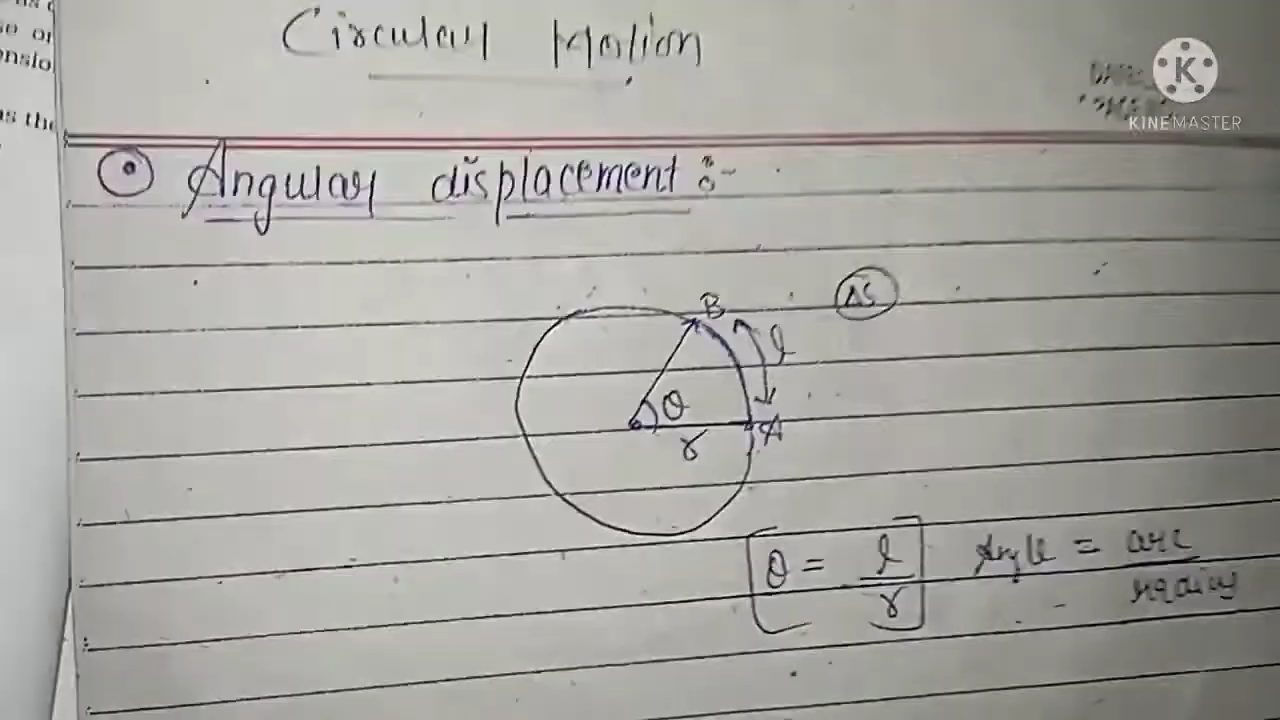 Circular Motion
KINEMASTER
Angular displacement :-
B
ΔS
l
θ
A
r
θ = l/r Angle = arc/radius